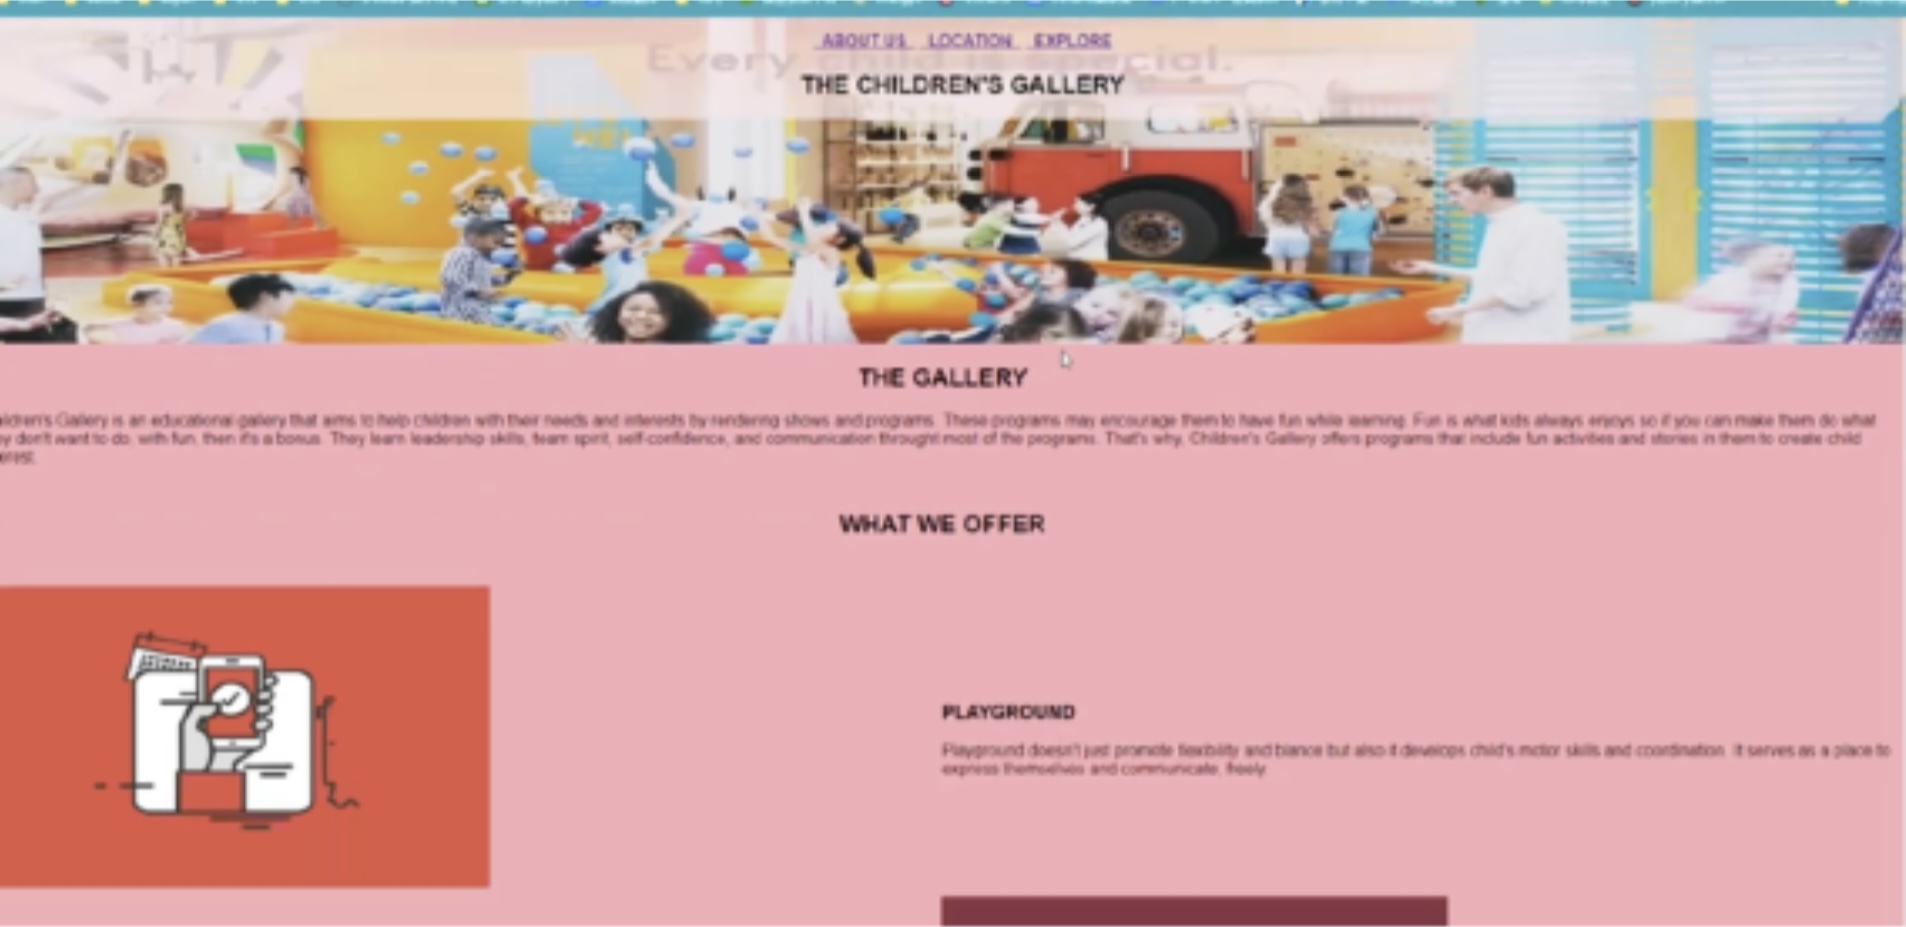 ABOUT US LOCATION EXPLORE
Every child is special.
THE CHILDREN'S GALLERY
THE GALLERY
Gallery is an educational gallery that aims to help children with their needs and interests by rendering shows and programs. These programs may encourage them to have fun while learning. Fun is what kids always enjoys so if you can make them do what
don't want to do, with fun, then it's a bonus. They learn leadership skills, team spirit, self-confidence, and communication throught most of the programs. That's why, Children's Gallery offers programs that include fun activities and stories in them to create child
WHAT WE OFFER
PLAYGROUND
Playground doesn't just promote flexibility and blance but also it develops child's motor skills and coordination. It serves as a place to
express themselves and communicate, freely.